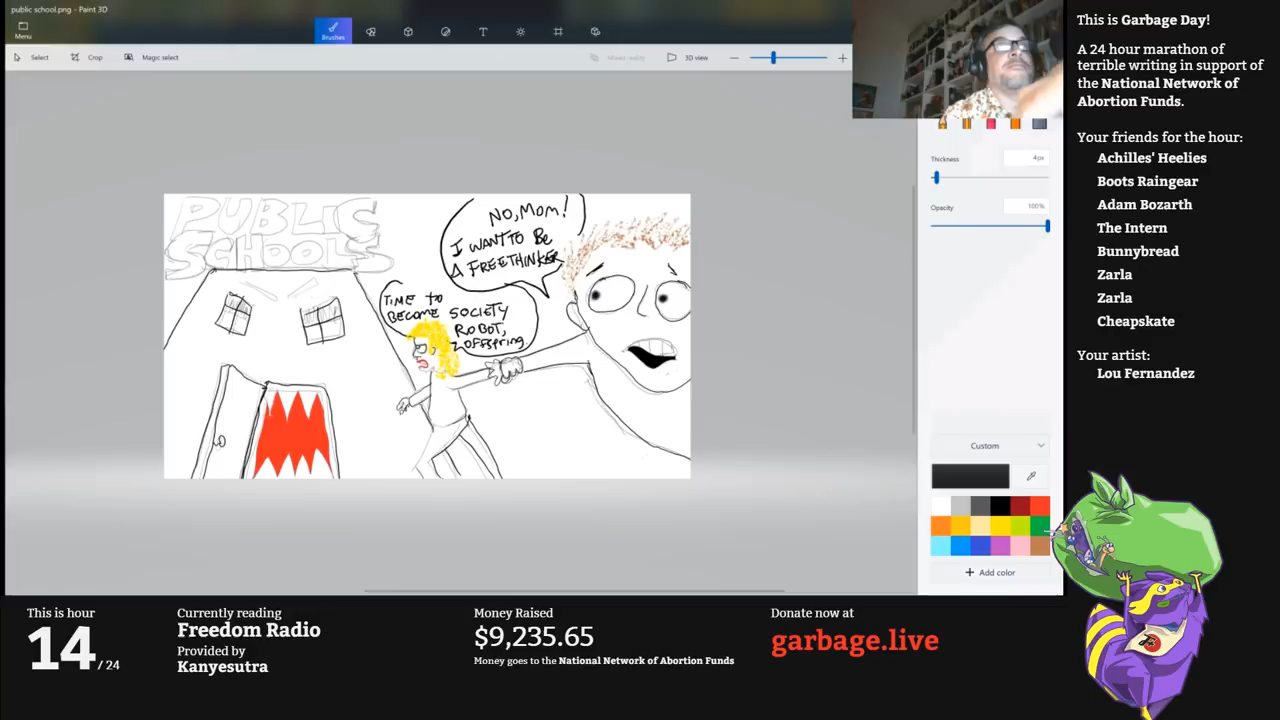 public school.png - Paint 3D
Menu
Brushes
Select
Crop
Magic select
Mixed reality
3D view
Thickness
4px
Opacity
100%
Custom
Add color
PUBLIC
SCHOOLS
NO, MOM!
I WANT TO BE
A FREETHINKER
TIME TO
BECOME SOCIETY
ROBOT,
OFFSPRING
This is Garbage Day!
A 24 hour marathon of
terrible writing in support of
the National Network of
Abortion Funds.
Your friends for the hour:
Achilles' Heelies
Boots Raingear
Adam Bozarth
The Intern
Bunnybread
Zarla
Zarla
Cheapskate
Your artist:
Lou Fernandez
This is hour
14 / 24
Currently reading
Freedom Radio
Provided by
Kanyesutra
Money Raised
$9,235.65
Money goes to the National Network of Abortion Funds
Donate now at
garbage.live